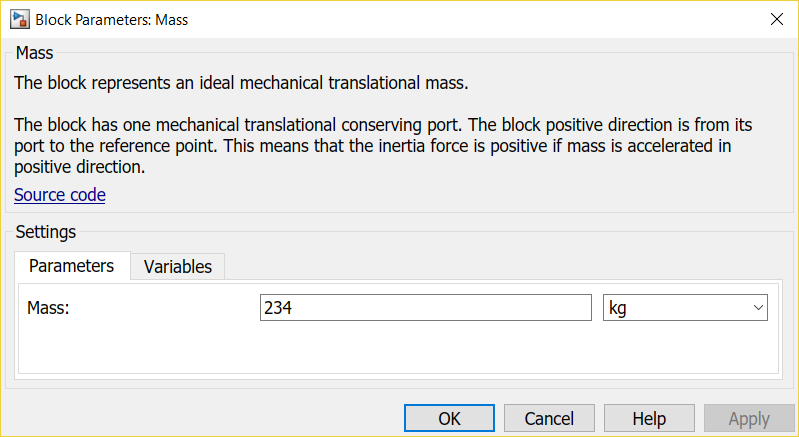 Block Parameters: Mass
Mass
The block represents an ideal mechanical translational mass.
The block has one mechanical translational conserving port. The block positive direction is from its
port to the reference point. This means that the inertia force is positive if mass is accelerated in
positive direction.
Source code
Settings
Parameters Variables
Mass: 234 kg
OK Cancel Help Apply